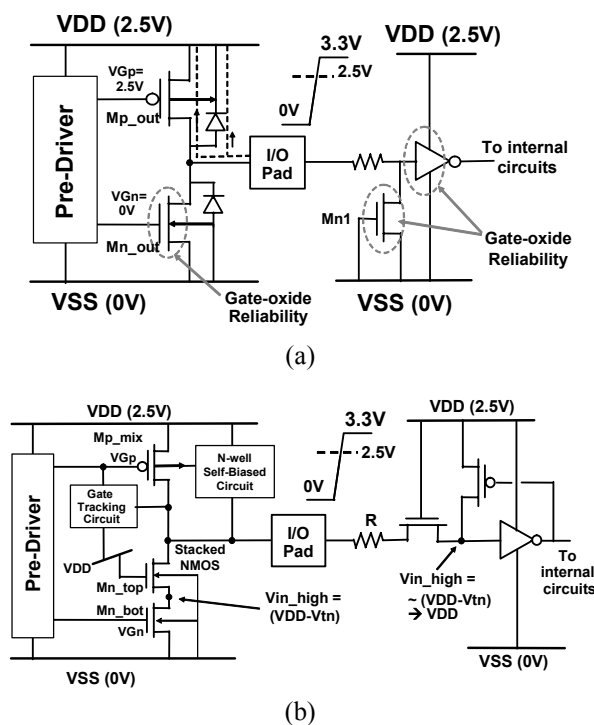 VDD (2.5V)
VDD (2.5V)
3.3V
2.5V
0V
VGp=
2.5V
Mp_out
Pre-Driver
I/O
Pad
To internal
circuits
VGn=
0V
Mn_out
Mn1
Gate-oxide
Reliability
VSS (0V)
Gate-oxide
Reliability
VSS (0V)
(a)
VDD (2.5V)
3.3V
VDD (2.5V)
2.5V
0V
Mp_mix
VGp
N-well
Self-Biased
Circuit
Gate
Tracking
Circuit
Pre-Driver
I/O
Pad
R
Stacked
NMOS
VDD
Mn_top
Mn_bot
VGn
Vin_high =
(VDD-Vtn)
Vin_high =
~ (VDD-Vtn)
→ VDD
To
internal
circuits
VSS (0V)
VSS (0V)
(b)